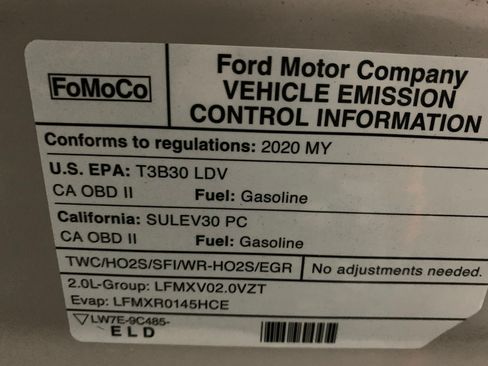 FoMoCo
Ford Motor Company
VEHICLE EMISSION
CONTROL INFORMATION
Conforms to regulations: 2020 MY
U.S. EPA: T3B30 LDV
CA OBD II Fuel: Gasoline
California: SULEV30 PC
CA OBD II Fuel: Gasoline
TWC/HO2S/SFI/WR-HO2S/EGR No adjustments needed.
2.0L-Group: LFMXV02.0VZT
Evap: LFMXR0145HCE
LW7E-9C485-
ELD